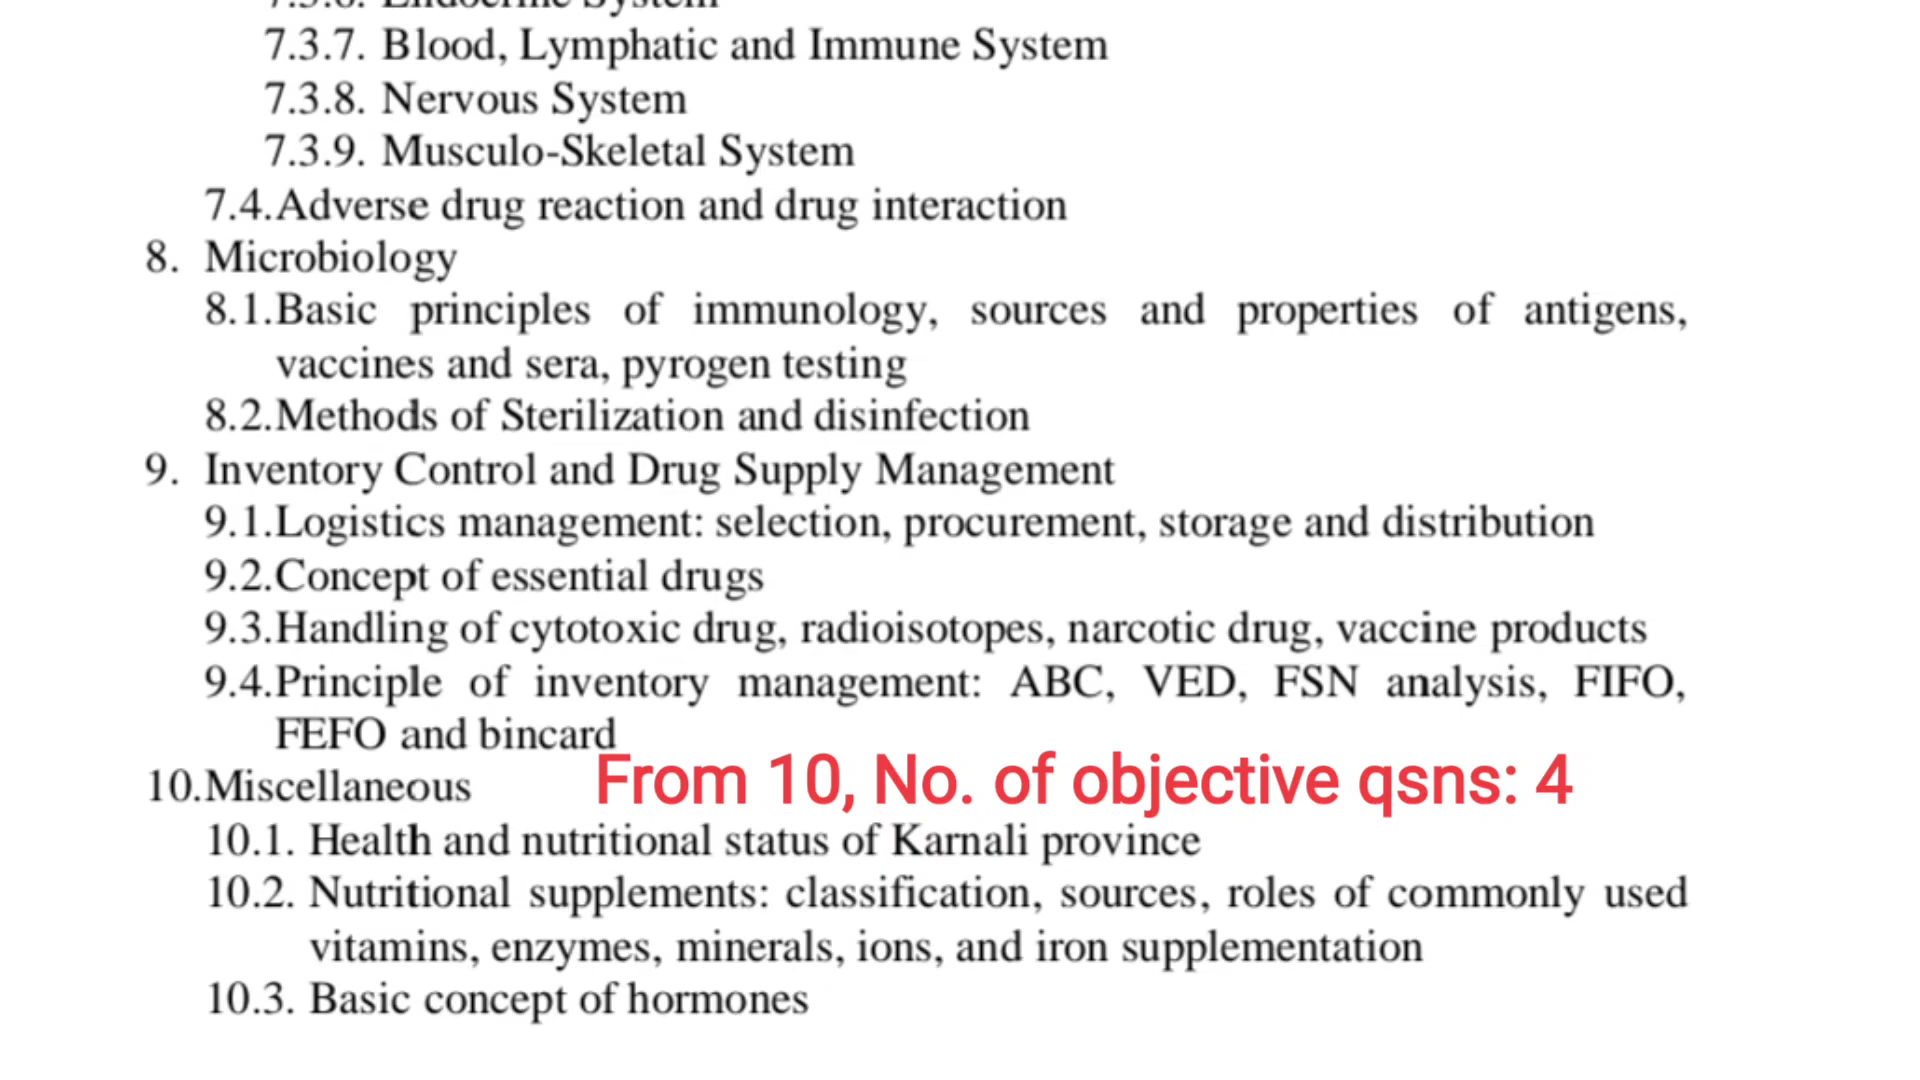 7.3.6. Endocrine System
7.3.7. Blood, Lymphatic and Immune System
7.3.8. Nervous System
7.3.9. Musculo-Skeletal System
7.4.Adverse drug reaction and drug interaction
8. Microbiology
8.1.Basic principles of immunology, sources and properties of antigens,
vaccines and sera, pyrogen testing
8.2.Methods of Sterilization and disinfection
9. Inventory Control and Drug Supply Management
9.1.Logistics management: selection, procurement, storage and distribution
9.2.Concept of essential drugs
9.3.Handling of cytotoxic drug, radioisotopes, narcotic drug, vaccine products
9.4.Principle of inventory management: ABC, VED, FSN analysis, FIFO,
FEFO and bincard
10.Miscellaneous From 10, No. of objective qsns: 4
10.1. Health and nutritional status of Karnali province
10.2. Nutritional supplements: classification, sources, roles of commonly used
vitamins, enzymes, minerals, ions, and iron supplementation
10.3. Basic concept of hormones